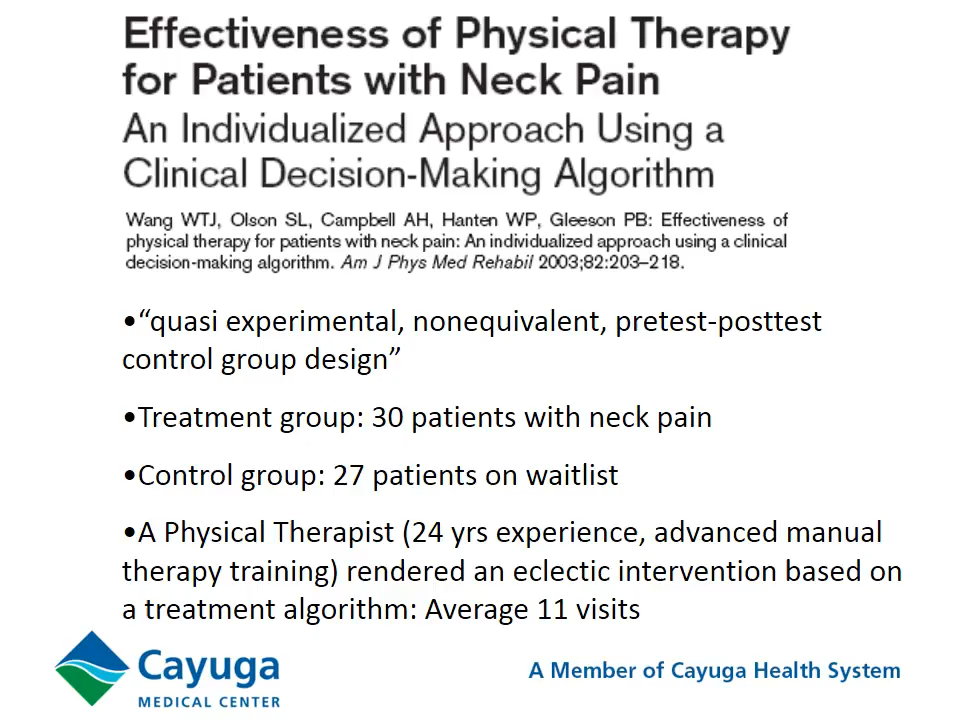 Effectiveness of Physical Therapy
for Patients with Neck Pain
An Individualized Approach Using a
Clinical Decision-Making Algorithm
Wang WTJ, Olson SL, Campbell AH, Hanten WP, Gleeson PB: Effectiveness of
physical therapy for patients with neck pain: An individualized approach using a clinical
decision-making algorithm. Am J Phys Med Rehabil 2003;82:203–218.
•“quasi experimental, nonequivalent, pretest-posttest
control group design”
•Treatment group: 30 patients with neck pain
•Control group: 27 patients on waitlist
•A Physical Therapist (24 yrs experience, advanced manual
therapy training) rendered an eclectic intervention based on
a treatment algorithm: Average 11 visits
Cayuga
MEDICAL CENTER
A Member of Cayuga Health System